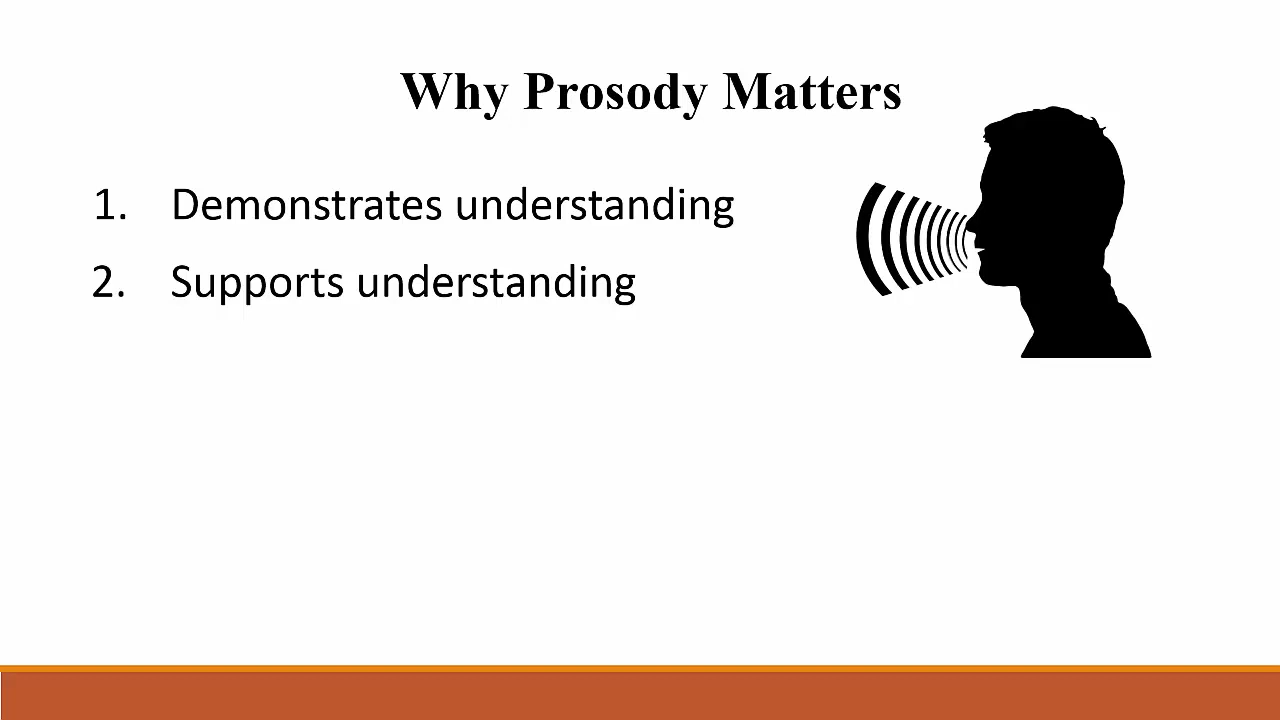 Why Prosody Matters
1. Demonstrates understanding
2. Supports understanding